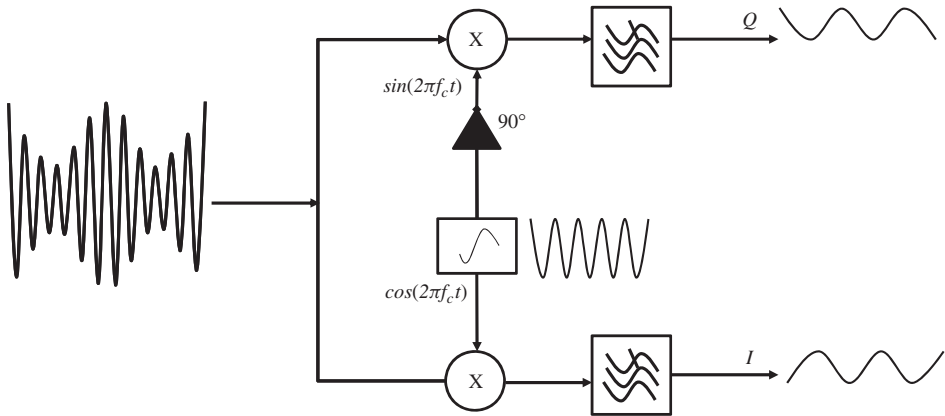 X
Q
sin(2πf_ct)
90°
cos(2πf_ct)
X
I